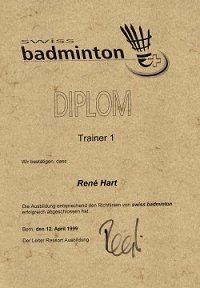 swiss
badminton
DIPLOM
Trainer 1
Wir bestätigen, dass
René Hart
Die Ausbildung entsprechend den Richtlinien von swiss badminton
erfolgreich abgeschlossen hat.
Bern, den 12. April 1999
Der Leiter Ressort Ausbildung